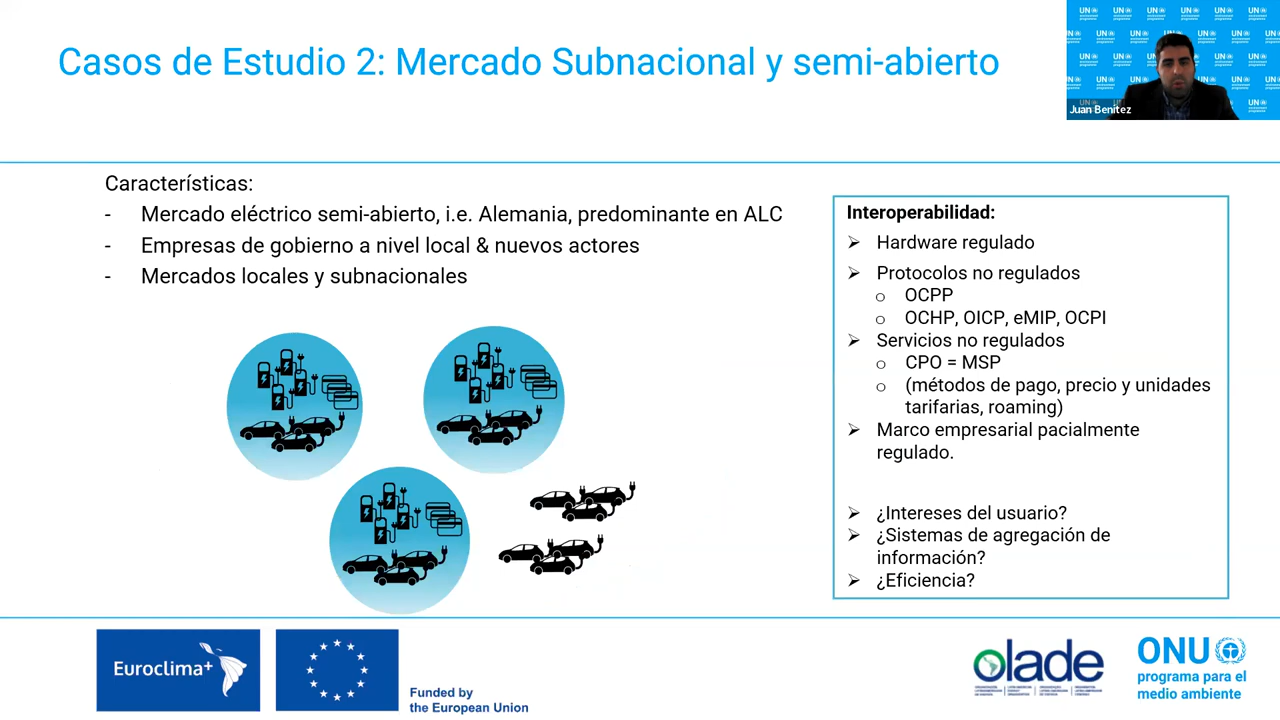 Casos de Estudio 2: Mercado Subnacional y semi-abierto
Juan Benitez
Características:
- Mercado eléctrico semi-abierto, i.e. Alemania, predominante en ALC
- Empresas de gobierno a nivel local & nuevos actores
- Mercados locales y subnacionales
Interoperabilidad:
Hardware regulado
Protocolos no regulados
OCPP
OCHP, OICP, eMIP, OCPI
Servicios no regulados
CPO = MSP
(métodos de pago, precio y unidades
tarifarias, roaming)
Marco empresarial pacialmente
regulado.
¿Intereses del usuario?
¿Sistemas de agregación de
información?
¿Eficiencia?
Euroclima+
Funded by
the European Union
olade
ONU
programa para el
medio ambiente